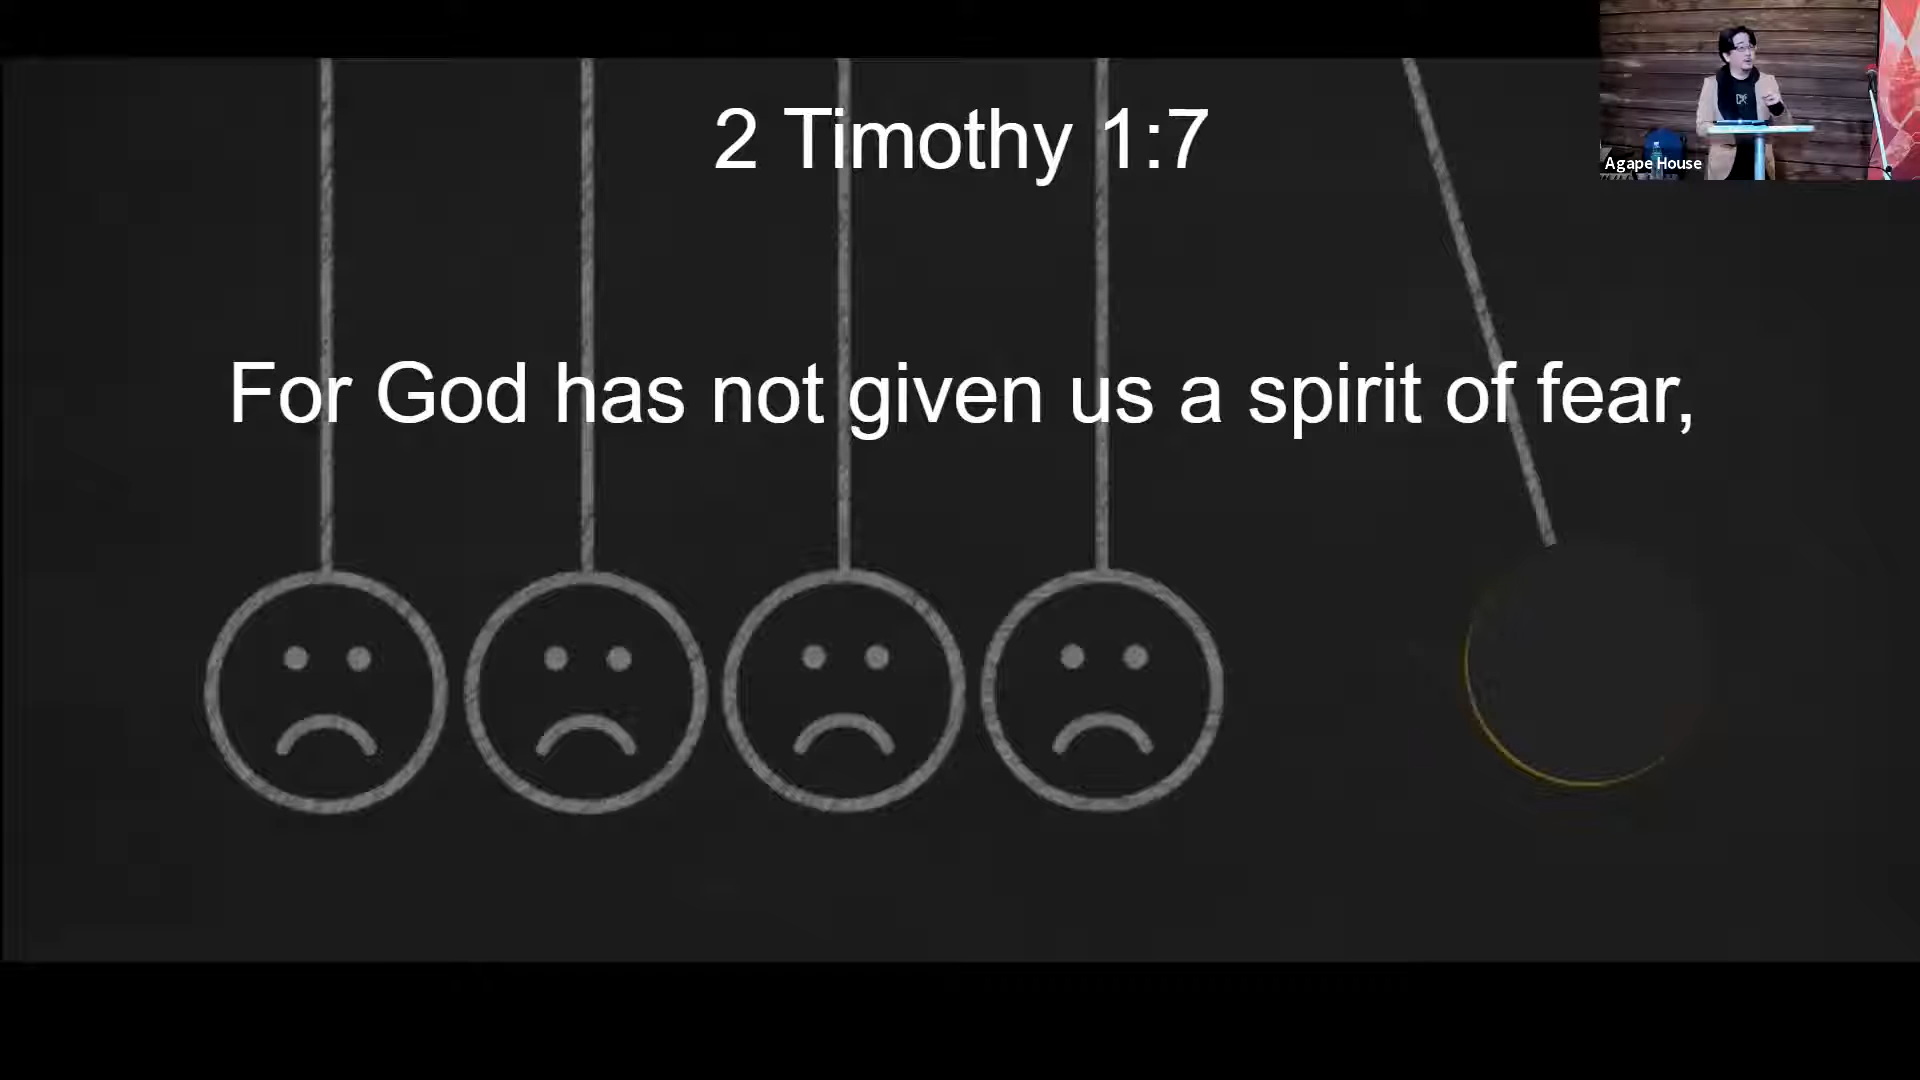 2 Timothy 1:7
Agape House
For God has not given us a spirit of fear,